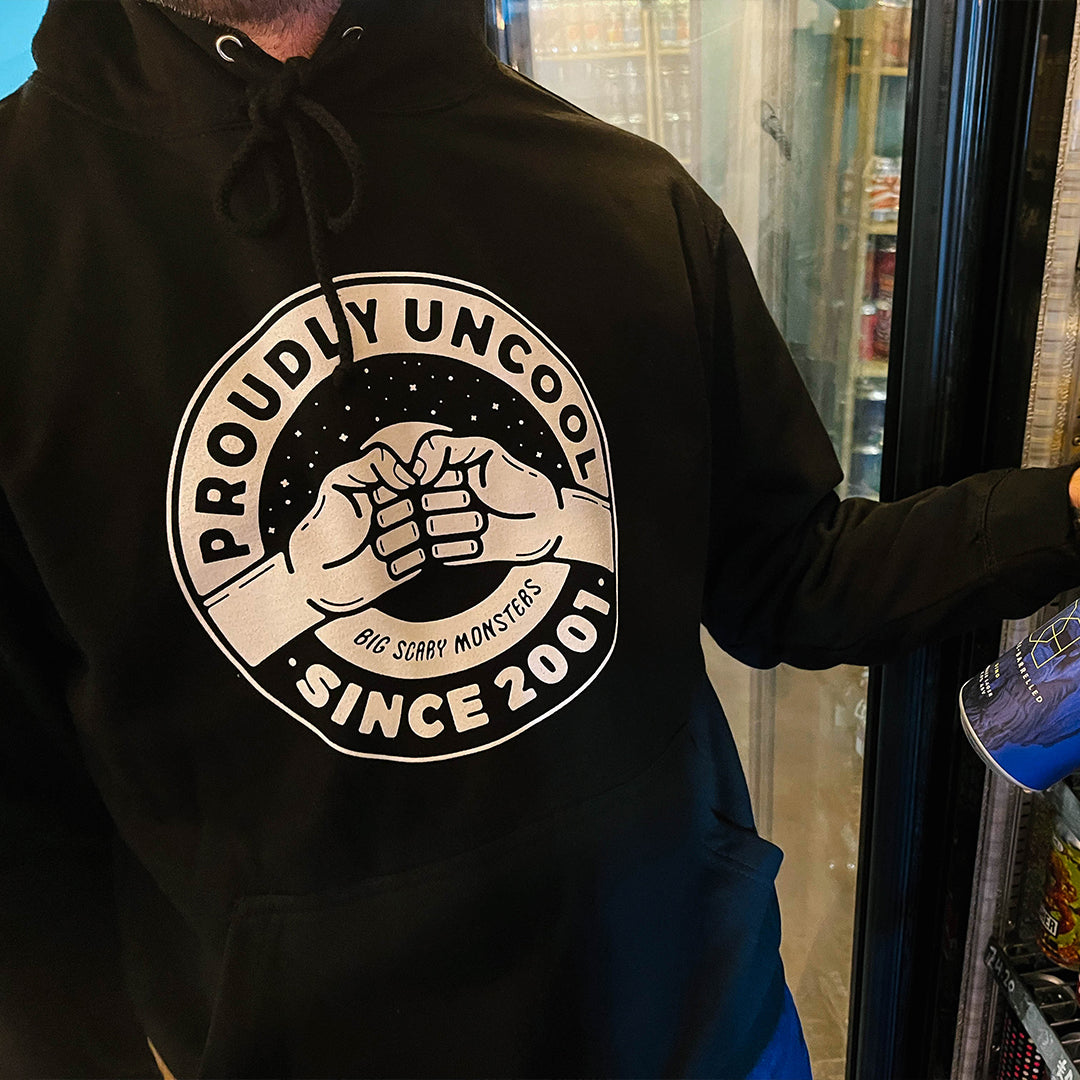 PROUDLY UNCOOL
BIG SCARY MONSTERS
· SINCE 2001 ·